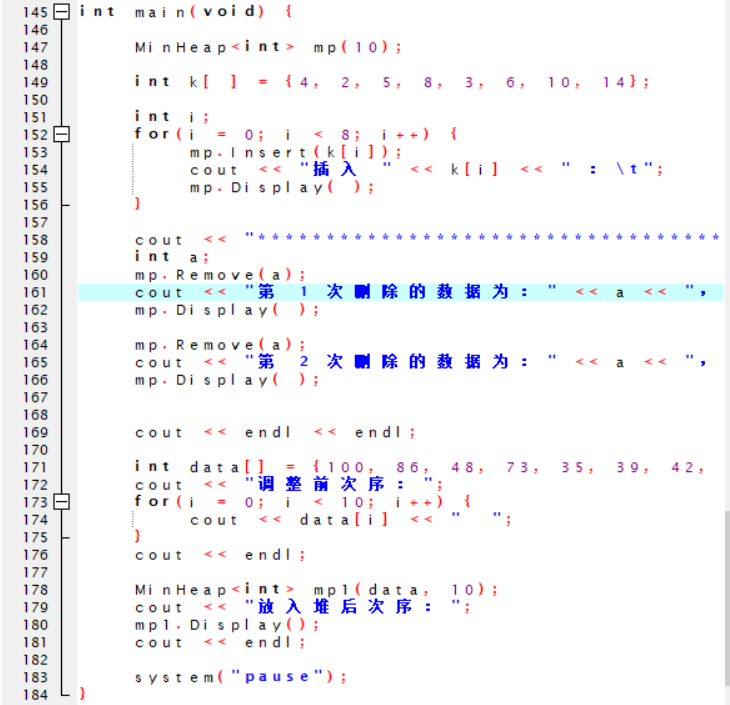 145 int main(void) {
146
147 MinHeap<int> mp(10);
148
149 int k[ ] = {4, 2, 5, 8, 3, 6, 10, 14};
150
151 int i;
152 for(i = 0; i < 8; i++) {
153 mp.Insert(k[i]);
154 cout << "插入 " << k[i] << " : \t";
155 mp.Display( );
156 }
157
158 cout << "**********************************
159 int a;
160 mp.Remove(a);
161 cout << "第 1 次删除的数据为: " << a << ",
162 mp.Display( );
163
164 mp.Remove(a);
165 cout << "第 2 次删除的数据为: " << a << ",
166 mp.Display( );
167
168
169 cout << endl << endl;
170
171 int data[] = {100, 86, 48, 73, 35, 39, 42,
172 cout << "调整前次序: ";
173 for(i = 0; i < 10; i++) {
174 cout << data[i] << "  ";
175 }
176 cout << endl;
177
178 MinHeap<int> mp1(data, 10);
179 cout << "放入堆后次序: ";
180 mp1.Display();
181 cout << endl;
182
183 system("pause");
184 }